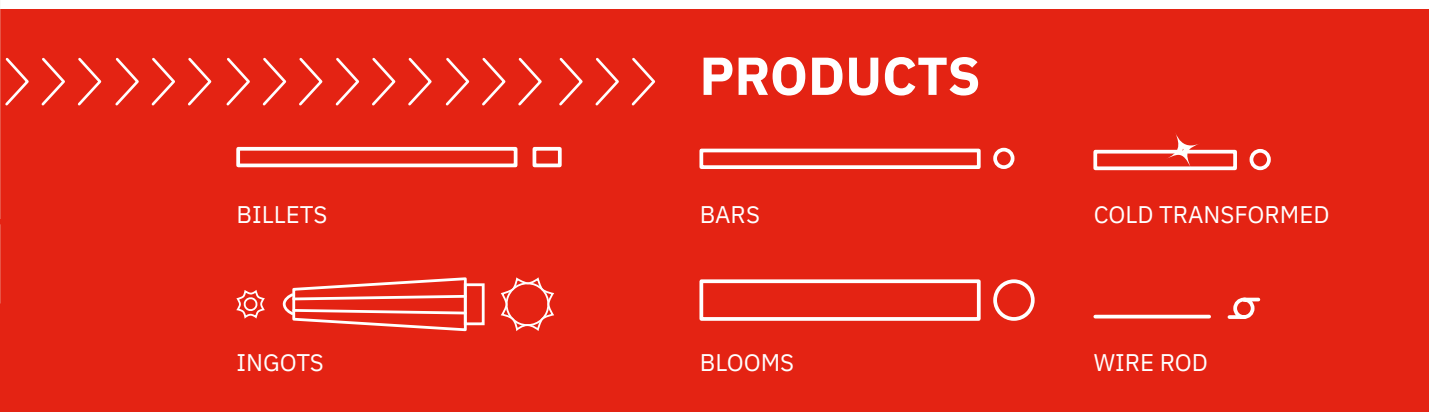 PRODUCTS
BILLETS
BARS
COLD TRANSFORMED
INGOTS
BLOOMS
WIRE ROD